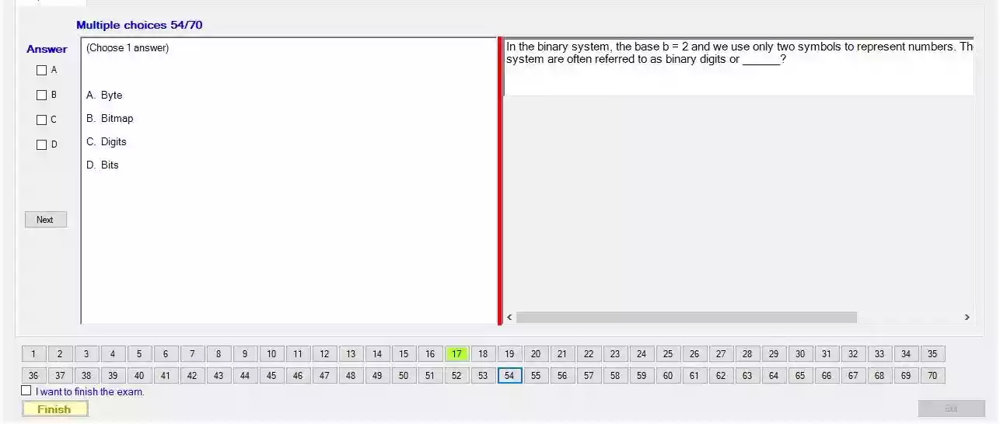 Multiple choices 54/70
Answer
(Choose 1 answer)
In the binary system, the base b = 2 and we use only two symbols to represent numbers. Th
system are often referred to as binary digits or ______?
A
B
C
D
A. Byte
B. Bitmap
C. Digits
D. Bits
Next
1 2 3 4 5 6 7 8 9 10 11 12 13 14 15 16 17 18 19 20 21 22 23 24 25 26 27 28 29 30 31 32 33 34 35
36 37 38 39 40 41 42 43 44 45 46 47 48 49 50 51 52 53 54 55 56 57 58 59 60 61 62 63 64 65 66 67 68 69 70
I want to finish the exam.
Finish
Exit